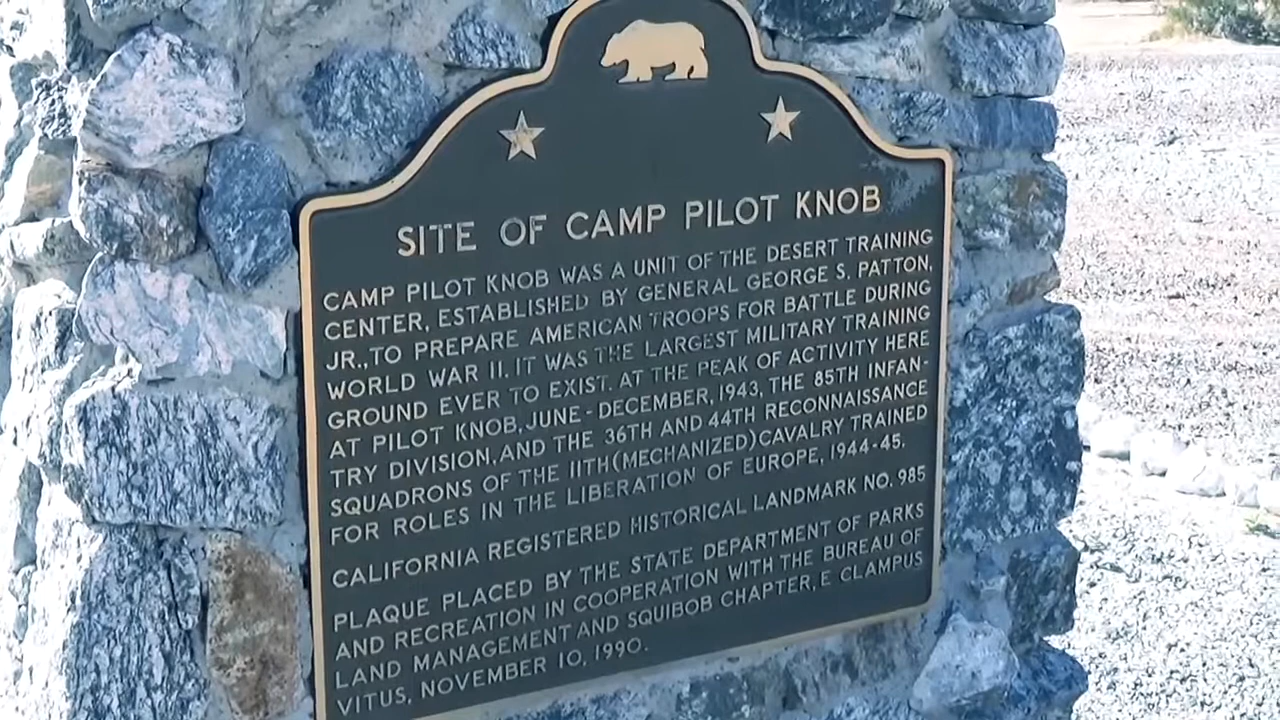 SITE OF CAMP PILOT KNOB
CAMP PILOT KNOB WAS A UNIT OF THE DESERT TRAINING
CENTER, ESTABLISHED BY GENERAL GEORGE S. PATTON,
JR., TO PREPARE AMERICAN TROOPS FOR BATTLE DURING
WORLD WAR II. IT WAS THE LARGEST MILITARY TRAINING
GROUND EVER TO EXIST. AT THE PEAK OF ACTIVITY HERE
AT PILOT KNOB, JUNE - DECEMBER, 1943, THE 85TH INFAN-
TRY DIVISION, AND THE 36TH AND 44TH RECONNAISSANCE
SQUADRONS OF THE 11TH (MECHANIZED) CAVALRY TRAINED
FOR ROLES IN THE LIBERATION OF EUROPE, 1944-45.
CALIFORNIA REGISTERED HISTORICAL LANDMARK NO. 985
PLAQUE PLACED BY THE STATE DEPARTMENT OF PARKS
AND RECREATION IN COOPERATION WITH THE BUREAU OF
LAND MANAGEMENT AND SQUIBOB CHAPTER, E CLAMPUS
VITUS, NOVEMBER 10, 1990.